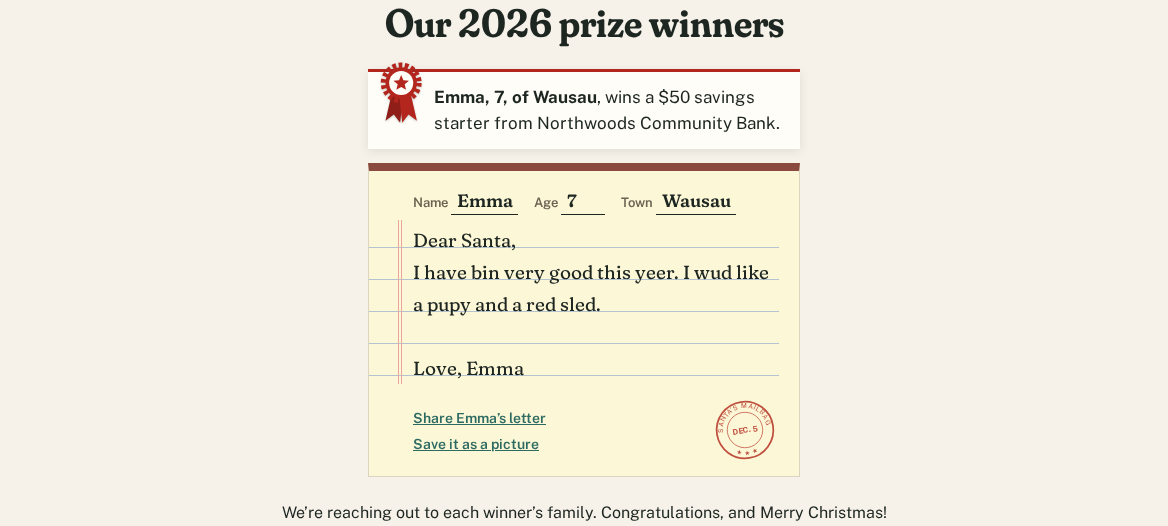 Our 2026 prize winners
Emma, 7, of Wausau, wins a $50 savings
starter from Northwoods Community Bank.
Name Emma Age 7 Town Wausau
Dear Santa,
I have bin very good this yeer. I wud like
a pupy and a red sled.
Love, Emma
Share Emma’s letter
Save it as a picture
SANTA’S MAILBAG
DEC. 5
We’re reaching out to each winner’s family. Congratulations, and Merry Christmas!